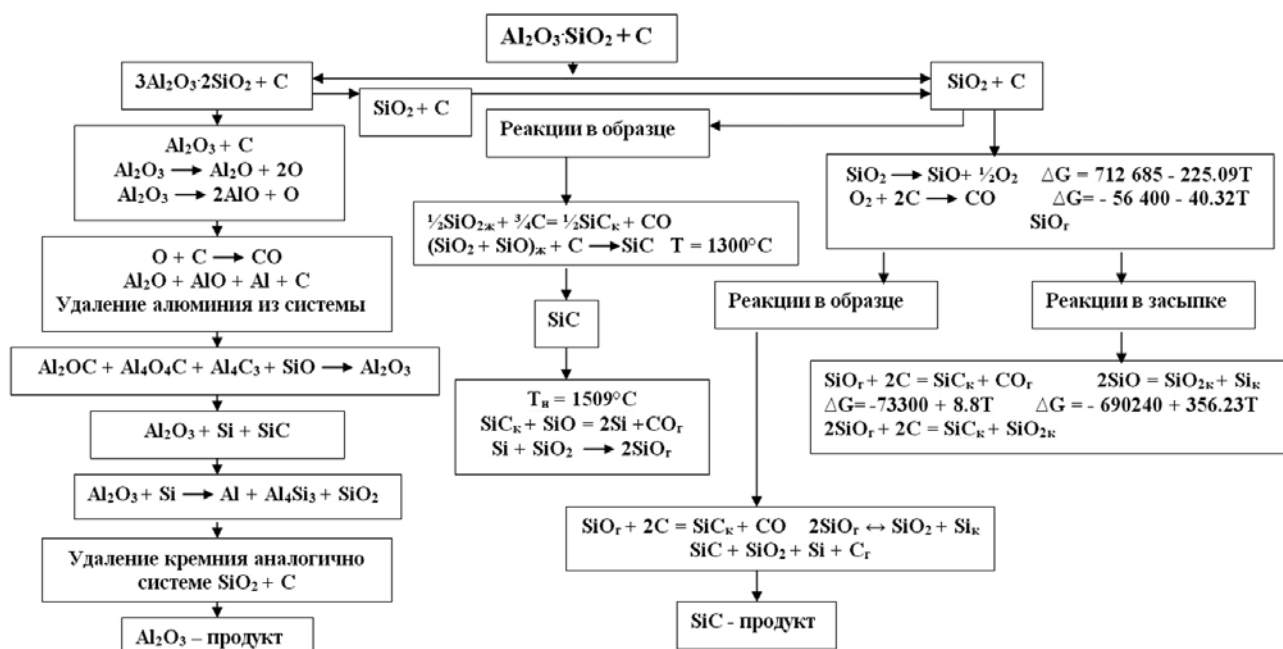 Al₂O₃·SiO₂ + C
3Al₂O₃·2SiO₂ + C
SiO₂ + C
SiO₂ + C
Al₂O₃ + C
Al₂O₃ → Al₂O + 2O
Al₂O₃ → 2AlO + O
O + C → CO
Al₂O + AlO + Al + C
Удаление алюминия из системы
Al₂OC + Al₄O₄C + Al₄C₃ + SiO → Al₂O₃
Al₂O₃ + Si + SiC
Al₂O₃ + Si → Al + Al₄Si₃ + SiO₂
Удаление кремния аналогично
системе SiO₂ + C
Al₂O₃ – продукт
Реакции в образце
½SiO₂ж + ¾C= ½SiCк + CO
(SiO₂ + SiO)ж + C → SiC T = 1300°C
SiC
Tн = 1509°C
SiCк + SiO = 2Si +COг
Si + SiO₂ → 2SiOг
SiO₂ → SiO+ ½O₂ △G = 712 685 - 225.09T
O₂ + 2C → CO △G= - 56 400 - 40.32T
SiOг
Реакции в образце
Реакции в засыпке
SiOг + 2C = SiCк + COг 2SiO = SiO₂к + Siк
△G= -73300 + 8.8T △G= - 690240 + 356.23T
2SiOг + 2C = SiCк + SiO₂к
SiOг + 2C = SiCк + CO 2SiOг ↔ SiO₂ + Siк
SiC + SiO₂ + Si + Cг
SiC - продукт